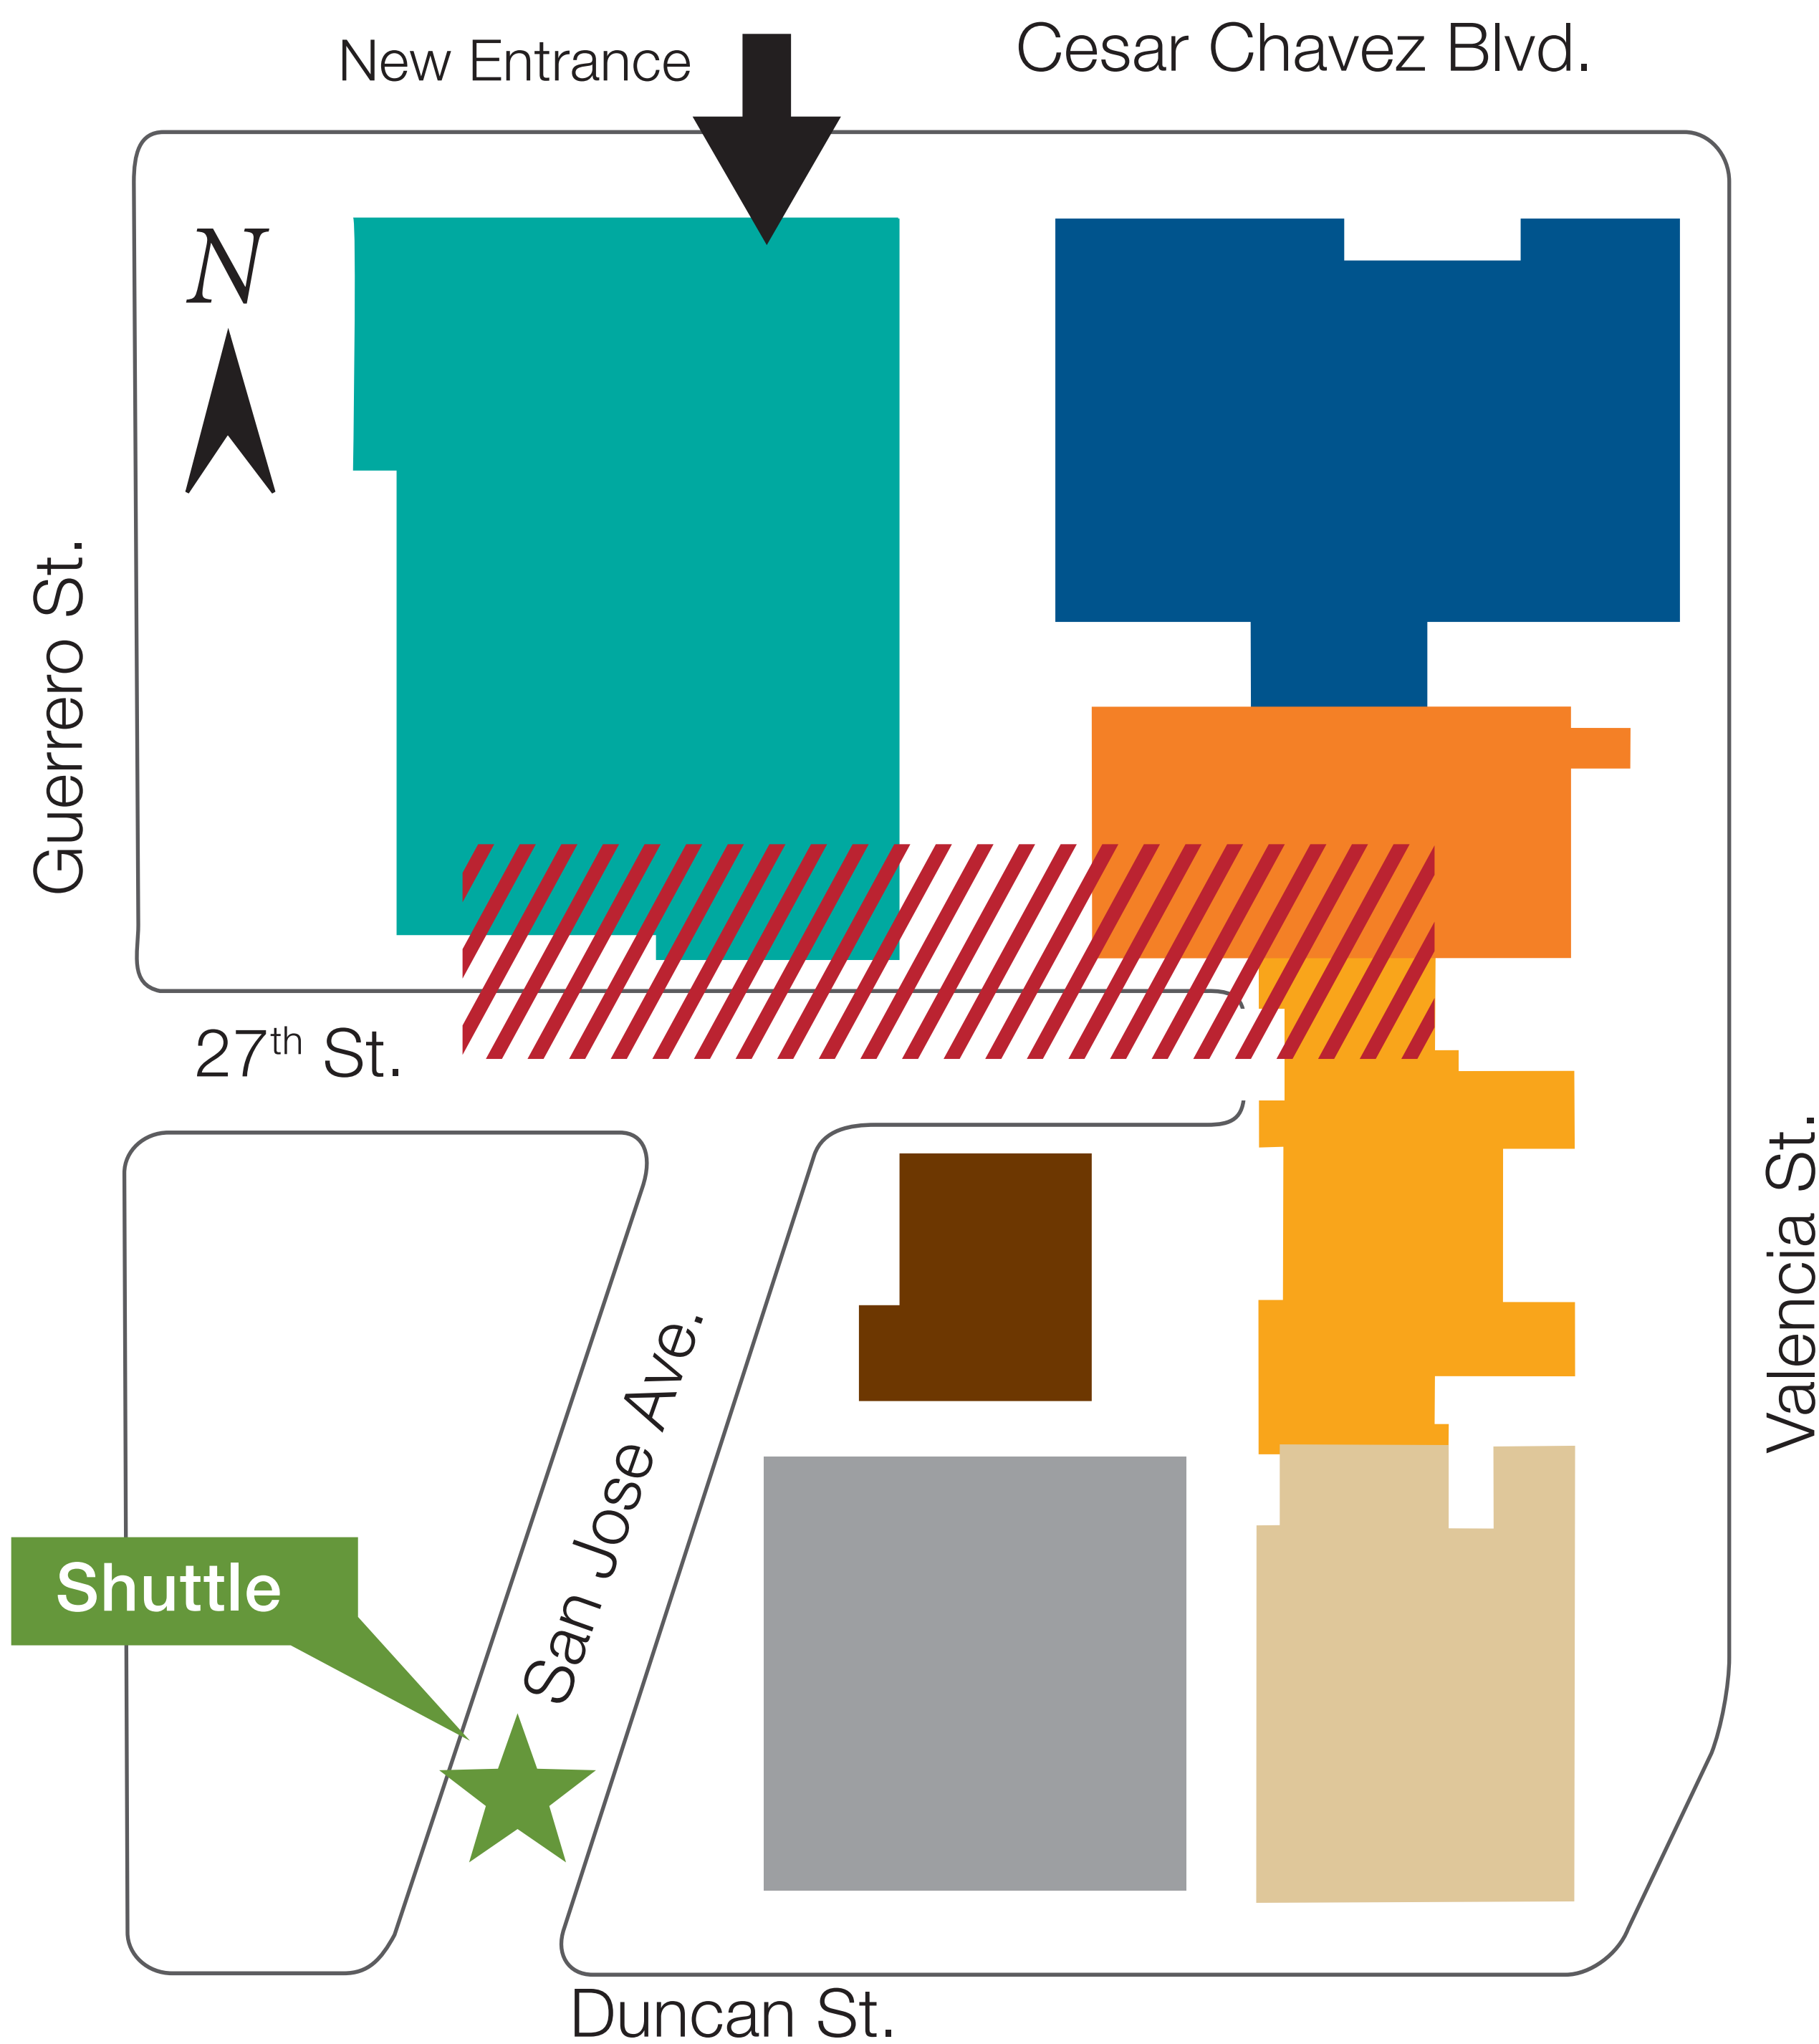 New Entrance
Cesar Chavez Blvd.
N
Guerrero St.
27th St.
Valencia St.
San Jose Ave.
Shuttle
Duncan St.